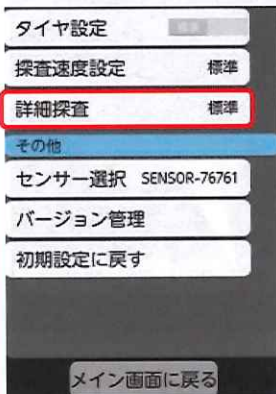 タイヤ設定
探査速度設定 標準
詳細探査 標準
その他
センサー選択 SENSOR-76761
バージョン管理
初期設定に戻す
メイン画面に戻る